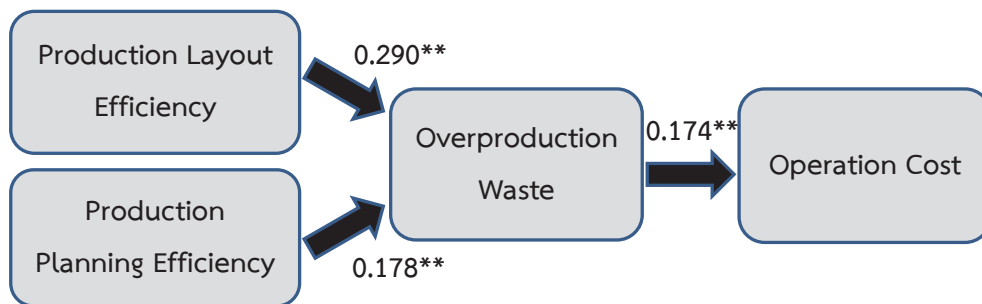 Production Layout
Efficiency
0.290**
Overproduction
Waste
0.174**
Operation Cost
Production
Planning Efficiency
0.178**